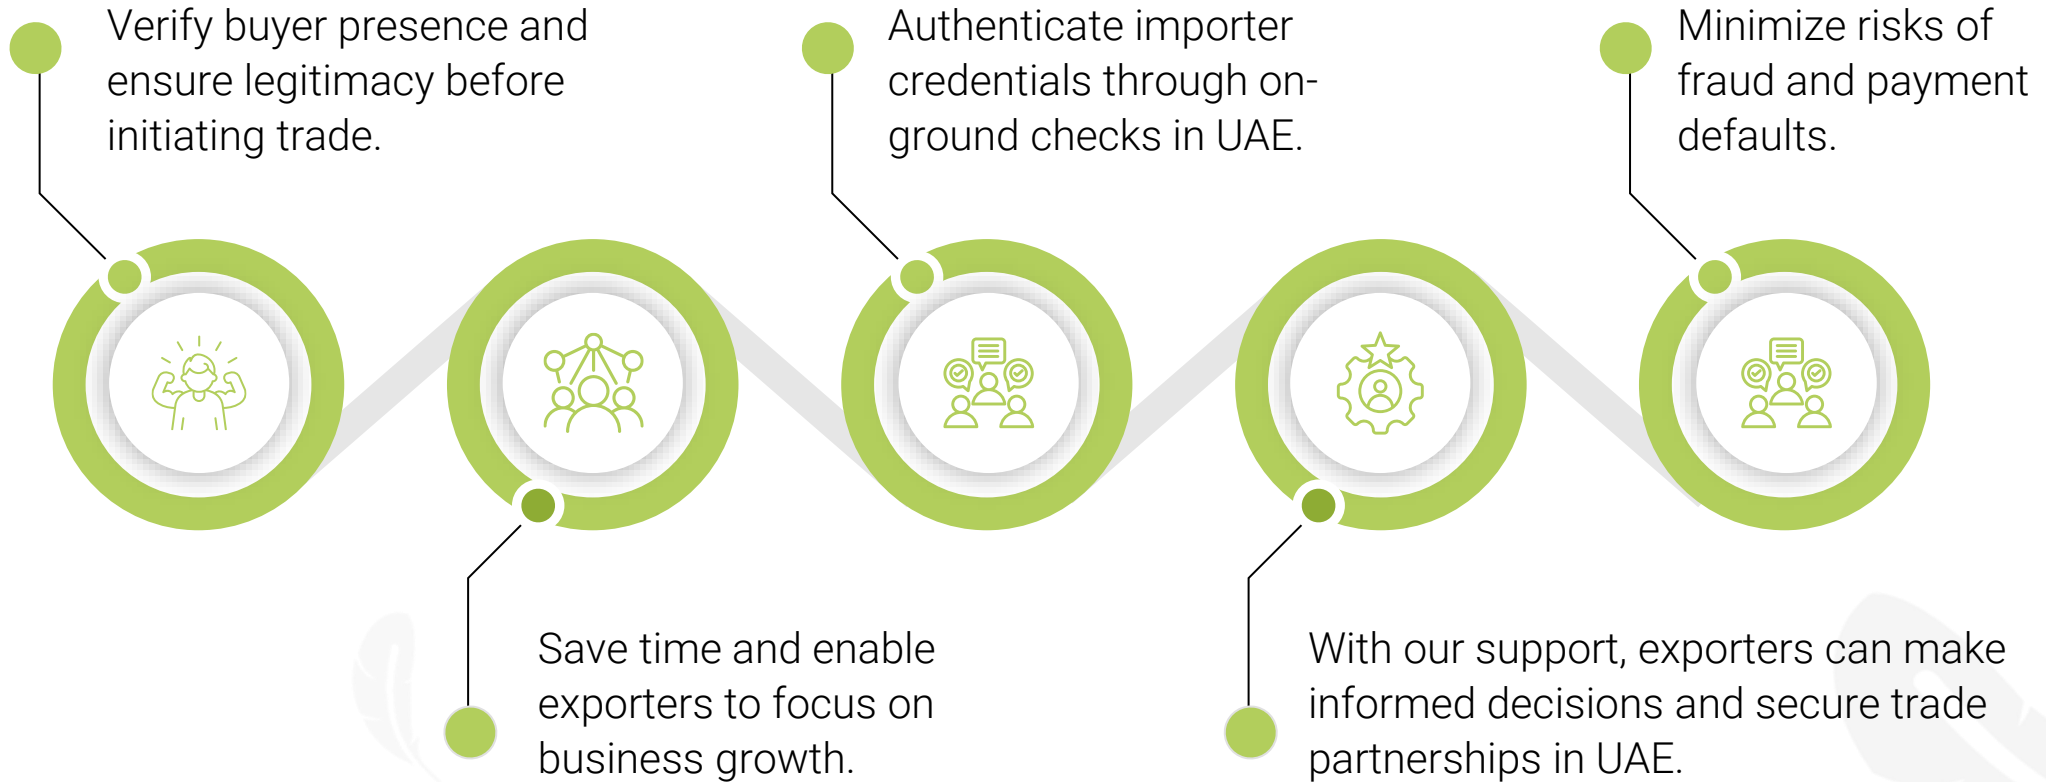 Verify buyer presence and
ensure legitimacy before
initiating trade.
Authenticate importer
credentials through on-
ground checks in UAE.
Minimize risks of
fraud and payment
defaults.
Save time and enable
exporters to focus on
business growth.
With our support, exporters can make
informed decisions and secure trade
partnerships in UAE.